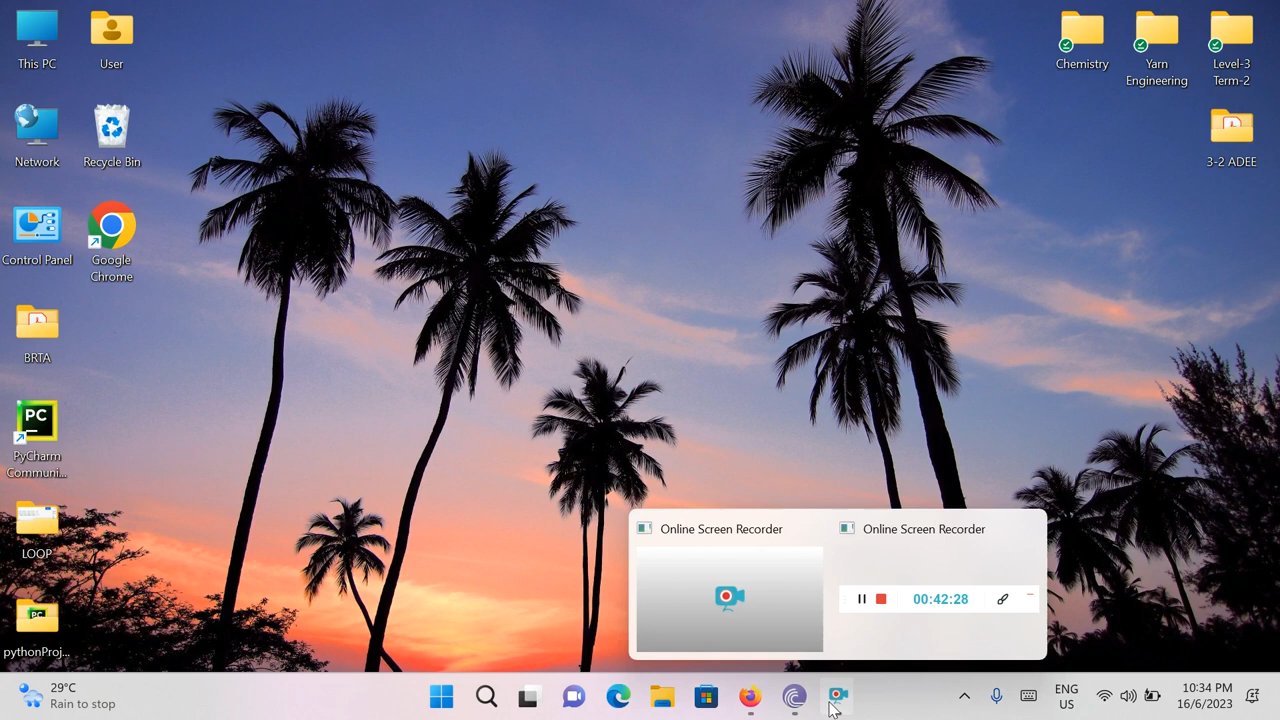 This PC
User
Network
Recycle Bin
Control Panel
Google
Chrome
BRTA
PC
PyCharm
Communi...
LOOP
PC
pythonProj...
Chemistry
Yarn
Engineering
Level-3
Term-2
3-2 ADEE
Online Screen Recorder
Online Screen Recorder
00:42:28
29°C
Rain to stop
ENG
US
10:34 PM
16/6/2023